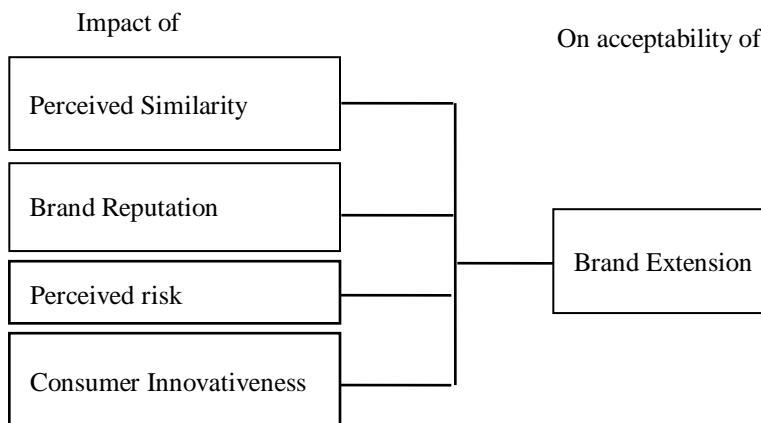 Impact of
On acceptability of
Perceived Similarity
Brand Reputation
Brand Extension
Perceived risk
Consumer Innovativeness